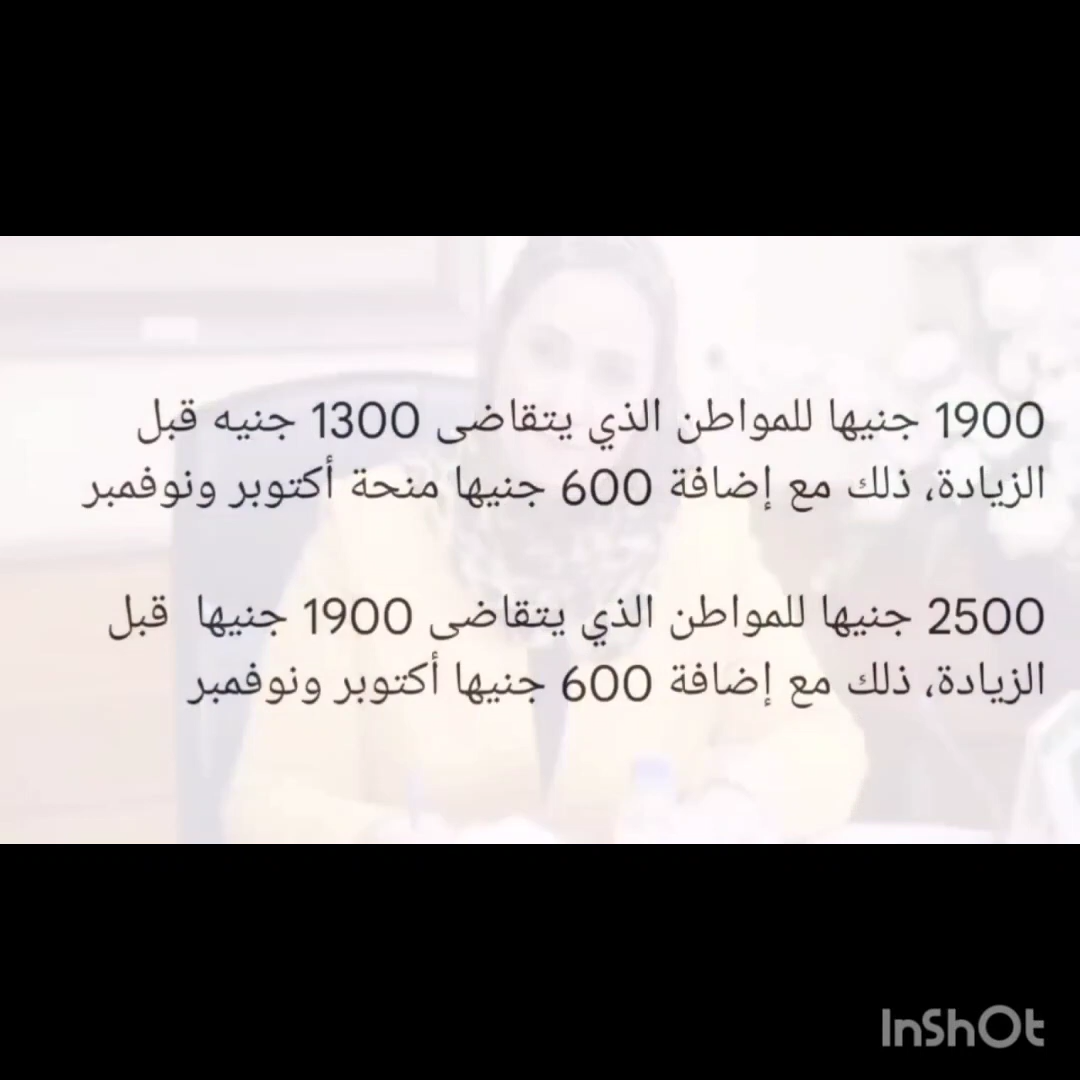 1900 جنيها للمواطن الذي يتقاضى 1300 جنيه قبل
الزيادة، ذلك مع إضافة 600 جنيها منحة أكتوبر ونوفمبر
2500 جنيها للمواطن الذي يتقاضى 1900 جنيها قبل
الزيادة، ذلك مع إضافة 600 جنيها أكتوبر ونوفمبر
InShOt